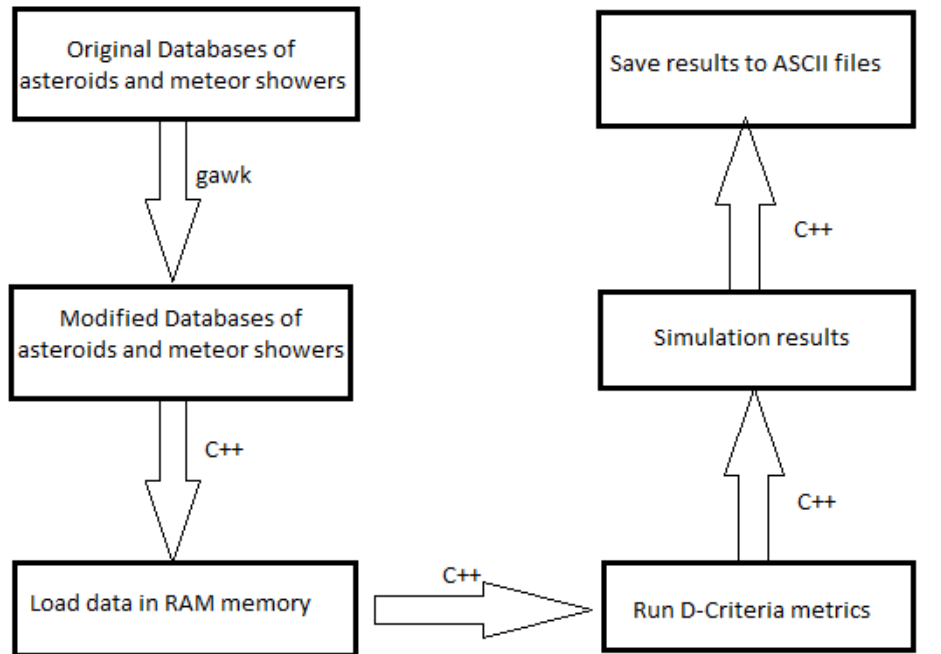 Original Databases of
asteroids and meteor showers
gawk
Modified Databases of
asteroids and meteor showers
C++
Load data in RAM memory
C++
Run D-Criteria metrics
C++
Simulation results
C++
Save results to ASCII files